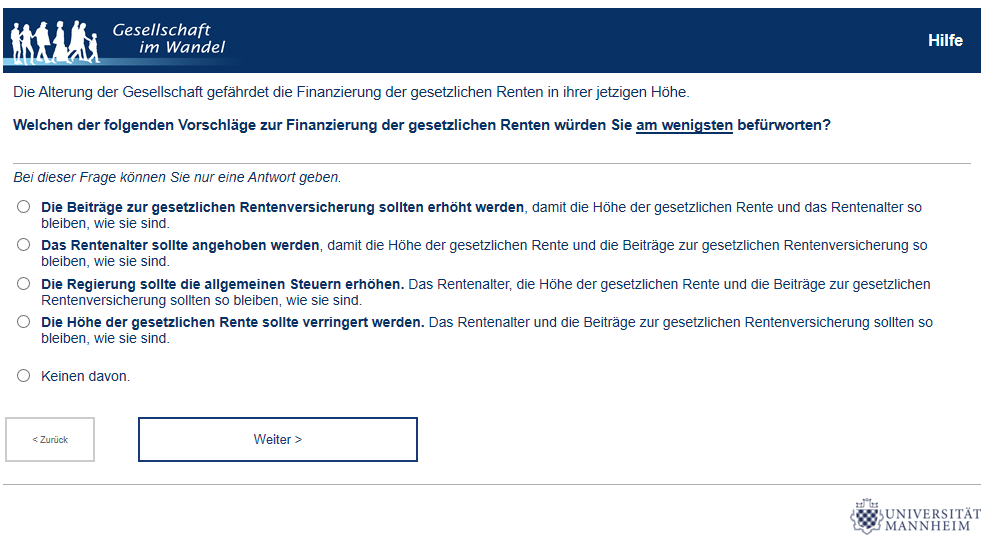 Gesellschaft
im Wandel
Hilfe
Die Alterung der Gesellschaft gefährdet die Finanzierung der gesetzlichen Renten in ihrer jetzigen Höhe.
Welchen der folgenden Vorschläge zur Finanzierung der gesetzlichen Renten würden Sie am wenigsten befürworten?
Bei dieser Frage können Sie nur eine Antwort geben.
Die Beiträge zur gesetzlichen Rentenversicherung sollten erhöht werden, damit die Höhe der gesetzlichen Rente und das Rentenalter so
bleiben, wie sie sind.
Das Rentenalter sollte angehoben werden, damit die Höhe der gesetzlichen Rente und die Beiträge zur gesetzlichen Rentenversicherung so
bleiben, wie sie sind.
Die Regierung sollte die allgemeinen Steuern erhöhen. Das Rentenalter, die Höhe der gesetzlichen Rente und die Beiträge zur gesetzlichen
Rentenversicherung sollten so bleiben, wie sie sind.
Die Höhe der gesetzlichen Rente sollte verringert werden. Das Rentenalter und die Beiträge zur gesetzlichen Rentenversicherung sollten so
bleiben, wie sie sind.
Keinen davon.
< Zurück
Weiter >
UNIVERSITÄT
MANNHEIM